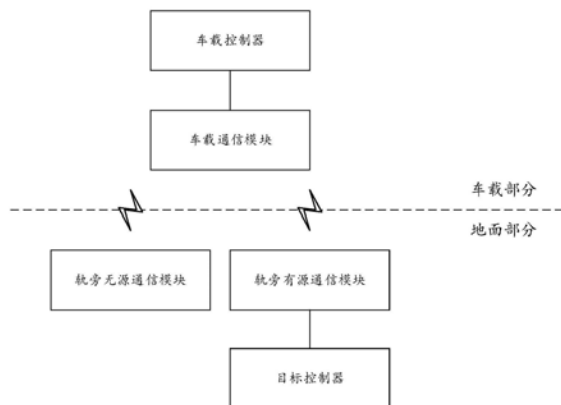 车载控制器
车载通信模块
车载部分
地面部分
轨旁无源通信模块
轨旁有源通信模块
目标控制器